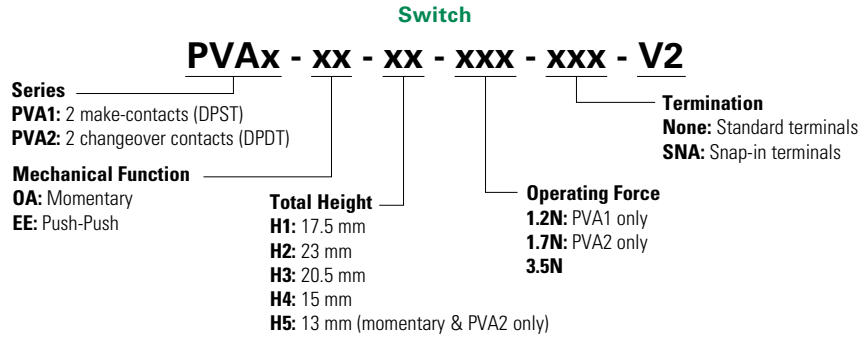 Switch
PVAx - xx - xx - xxx - xxx - V2
Series
PVA1: 2 make-contacts (DPST)
PVA2: 2 changeover contacts (DPDT)
Mechanical Function
OA: Momentary
EE: Push-Push
Total Height
H1: 17.5 mm
H2: 23 mm
H3: 20.5 mm
H4: 15 mm
H5: 13 mm (momentary & PVA2 only)
Operating Force
1.2N: PVA1 only
1.7N: PVA2 only
3.5N
Termination
None: Standard terminals
SNA: Snap-in terminals